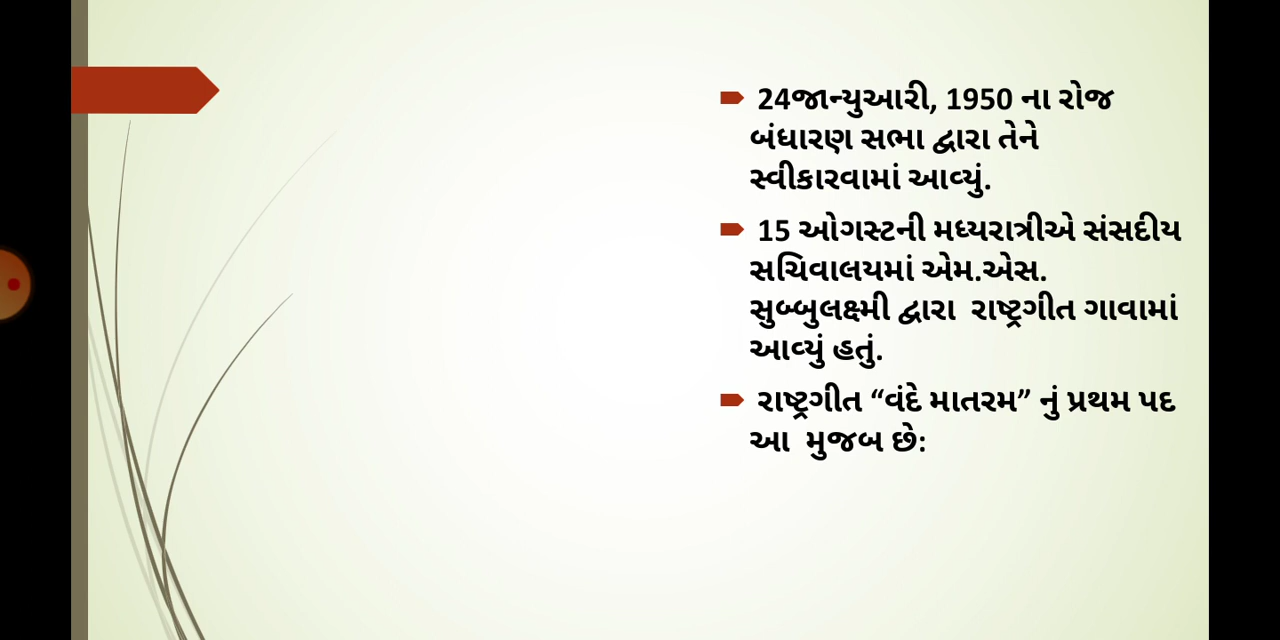 24જાન્યુઆરી, 1950 ના રોજ
બંધારણ સભા દ્વારા તેને
સ્વીકારવામાં આવ્યું.
15 ઓગસ્ટની મધ્યરાત્રીએ સંસદીય
સચિવાલયમાં એમ.એસ.
સુબ્બુલક્ષ્મી દ્વારા રાષ્ટ્રગીત ગાવામાં
આવ્યું હતું.
રાષ્ટ્રગીત “વંદે માતરમ” નું પ્રથમ પદ
આ મુજબ છે: